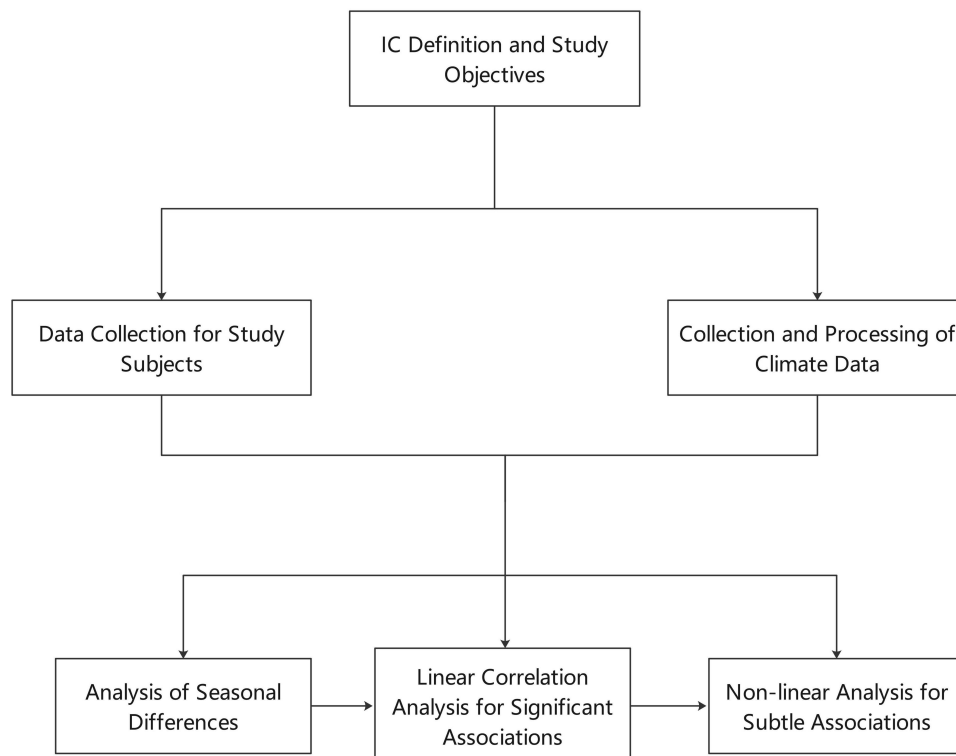 IC Definition and Study
Objectives
Data Collection for Study
Subjects
Collection and Processing of
Climate Data
Analysis of Seasonal
Differences
Linear Correlation
Analysis for Significant
Associations
Non-linear Analysis for
Subtle Associations